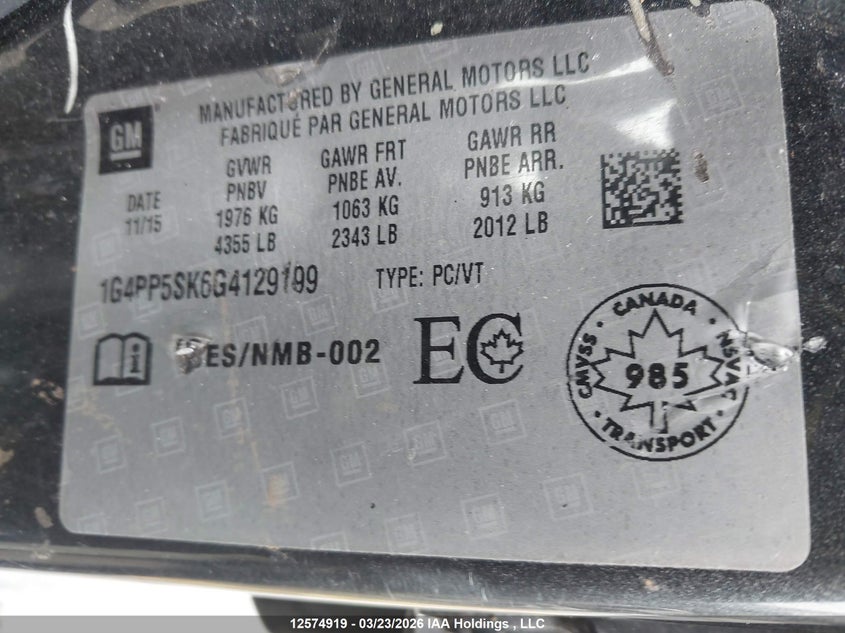 GM
MANUFACTURED BY GENERAL MOTORS LLC
FABRIQUÉ PAR GENERAL MOTORS LLC
DATE
11/15
GVWR
PNBV
1976 KG
4355 LB
GAWR FRT
PNBE AV.
1063 KG
2343 LB
GAWR RR
PNBE ARR.
913 KG
2012 LB
1G4PP5SK6G4129199
TYPE: PC/VT
ES/NMB-002
EC
CANADA
CMVSS
985
NSVAC
TRANSPORT
12574919 - 03/23/2026 IAA Holdings , LLC